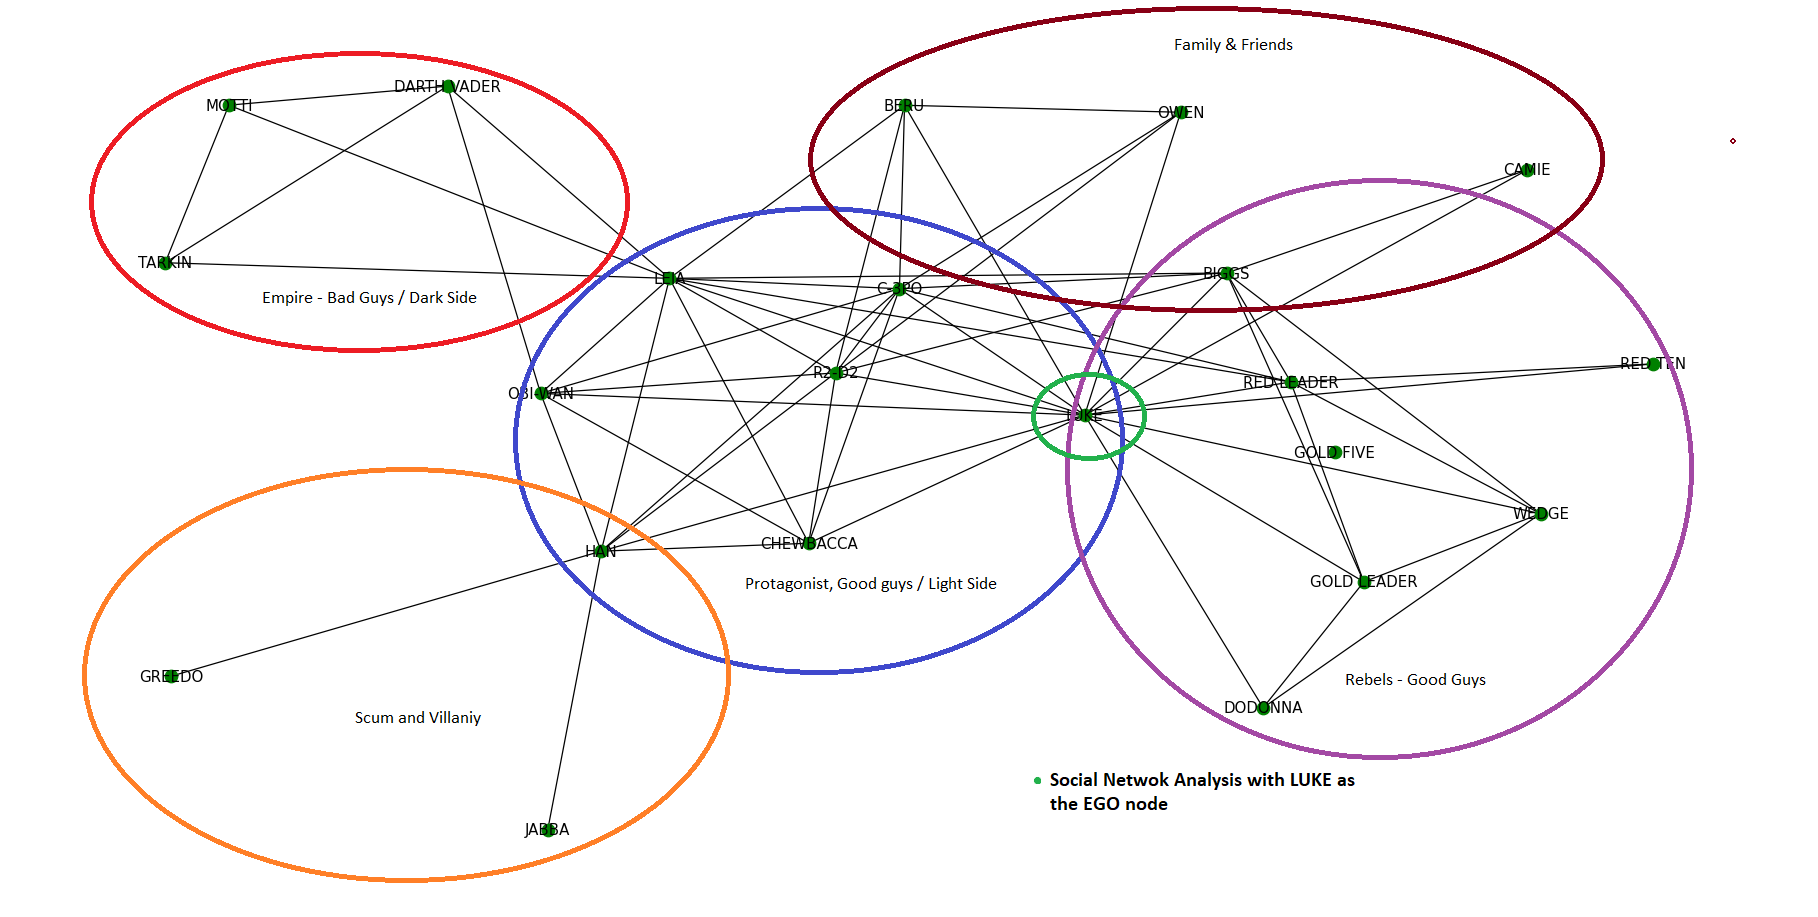 Family & Friends
DARTH VADER
MOTTI
BERU
OWEN
CAMIE
TARKIN
LEIA
C-3PO
BIGGS
Empire - Bad Guys / Dark Side
RED TEN
R2-D2
RED LEADER
OBI-WAN
LUKE
GOLD FIVE
WEDGE
HAN
CHEWBACCA
Protagonist, Good guys / Light Side
GOLD LEADER
GREEDO
Rebels - Good Guys
DODONNA
Scum and Villaniy
Social Netwok Analysis with LUKE as
the EGO node
JABBA